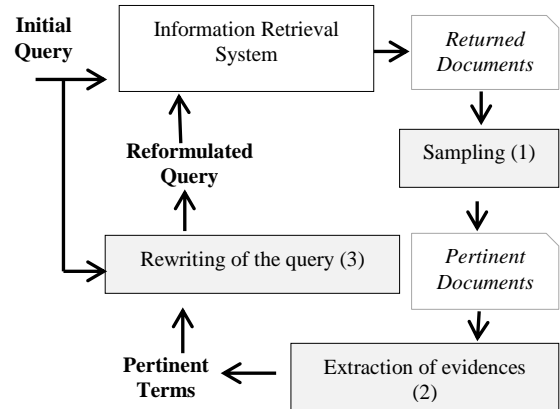 Initial
Query
Information Retrieval
System
Returned
Documents
Sampling (1)
Reformulated
Query
Rewriting of the query (3)
Pertinent
Documents
Pertinent
Terms
Extraction of evidences
(2)